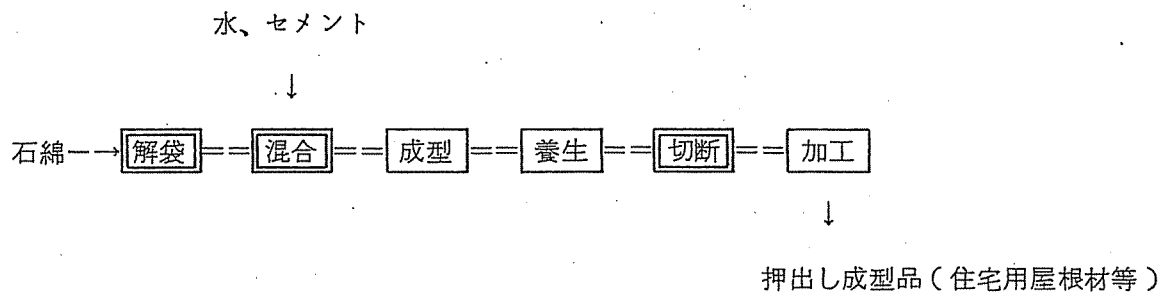 水、セメント
↓
石綿－－→解袋＝＝混合＝＝成型＝＝養生＝＝切断＝＝加工
↓
押出し成型品（住宅用屋根材等）